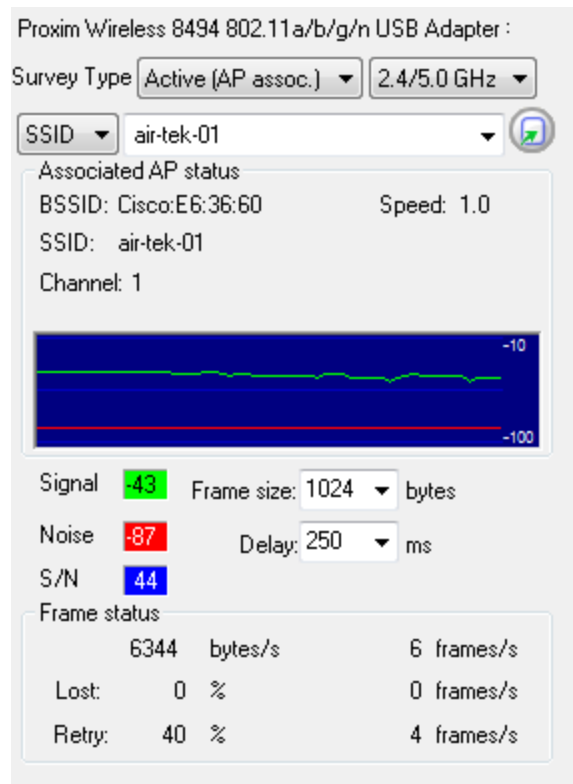 Proxim Wireless 8494 802.11a/b/g/n USB Adapter :
Survey Type Active (AP assoc.) 2.4/5.0 GHz
SSID air-tek-01
Associated AP status
BSSID: Cisco:E6:36:60 Speed: 1.0
SSID: air-tek-01
Channel: 1
-10
-100
Signal -43 Frame size: 1024 bytes
Noise -87 Delay: 250 ms
S/N 44
Frame status
6344 bytes/s 6 frames/s
Lost: 0 % 0 frames/s
Retry: 40 % 4 frames/s